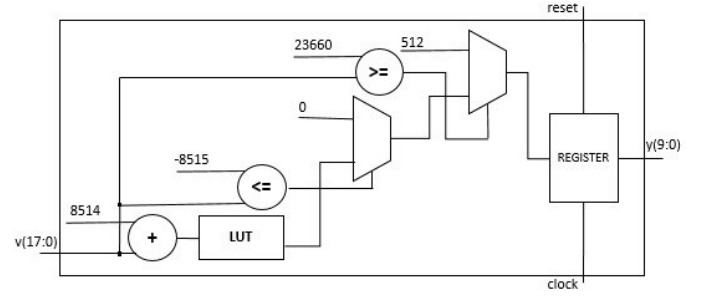 reset
23660
512
>=
0
-8515
<=
REGISTER
y(9:0)
8514
+
LUT
v(17:0)
clock